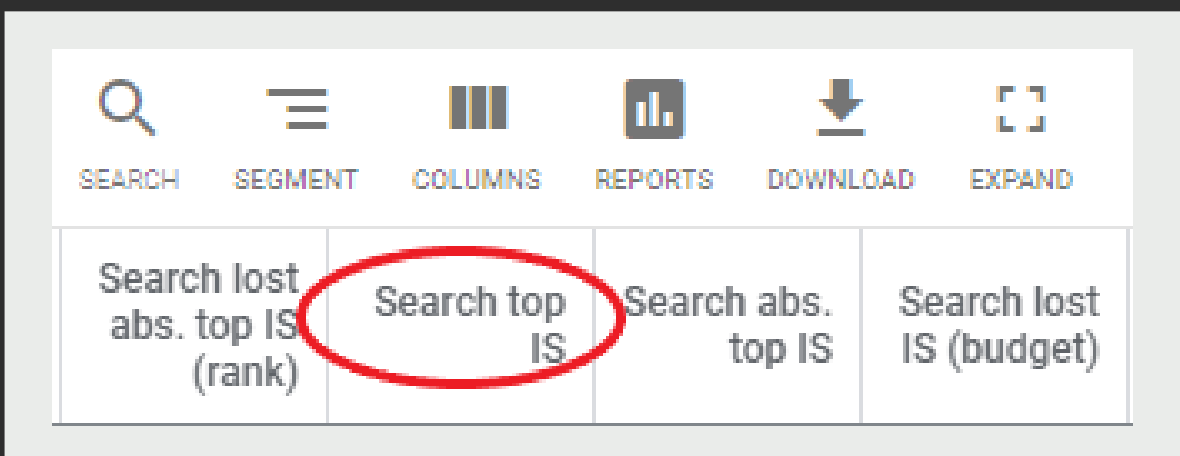 SEARCH SEGMENT COLUMNS REPORTS DOWNLOAD EXPAND
Search lost
abs. top IS
(rank)
Search top
IS
Search abs.
top IS
Search lost
IS (budget)